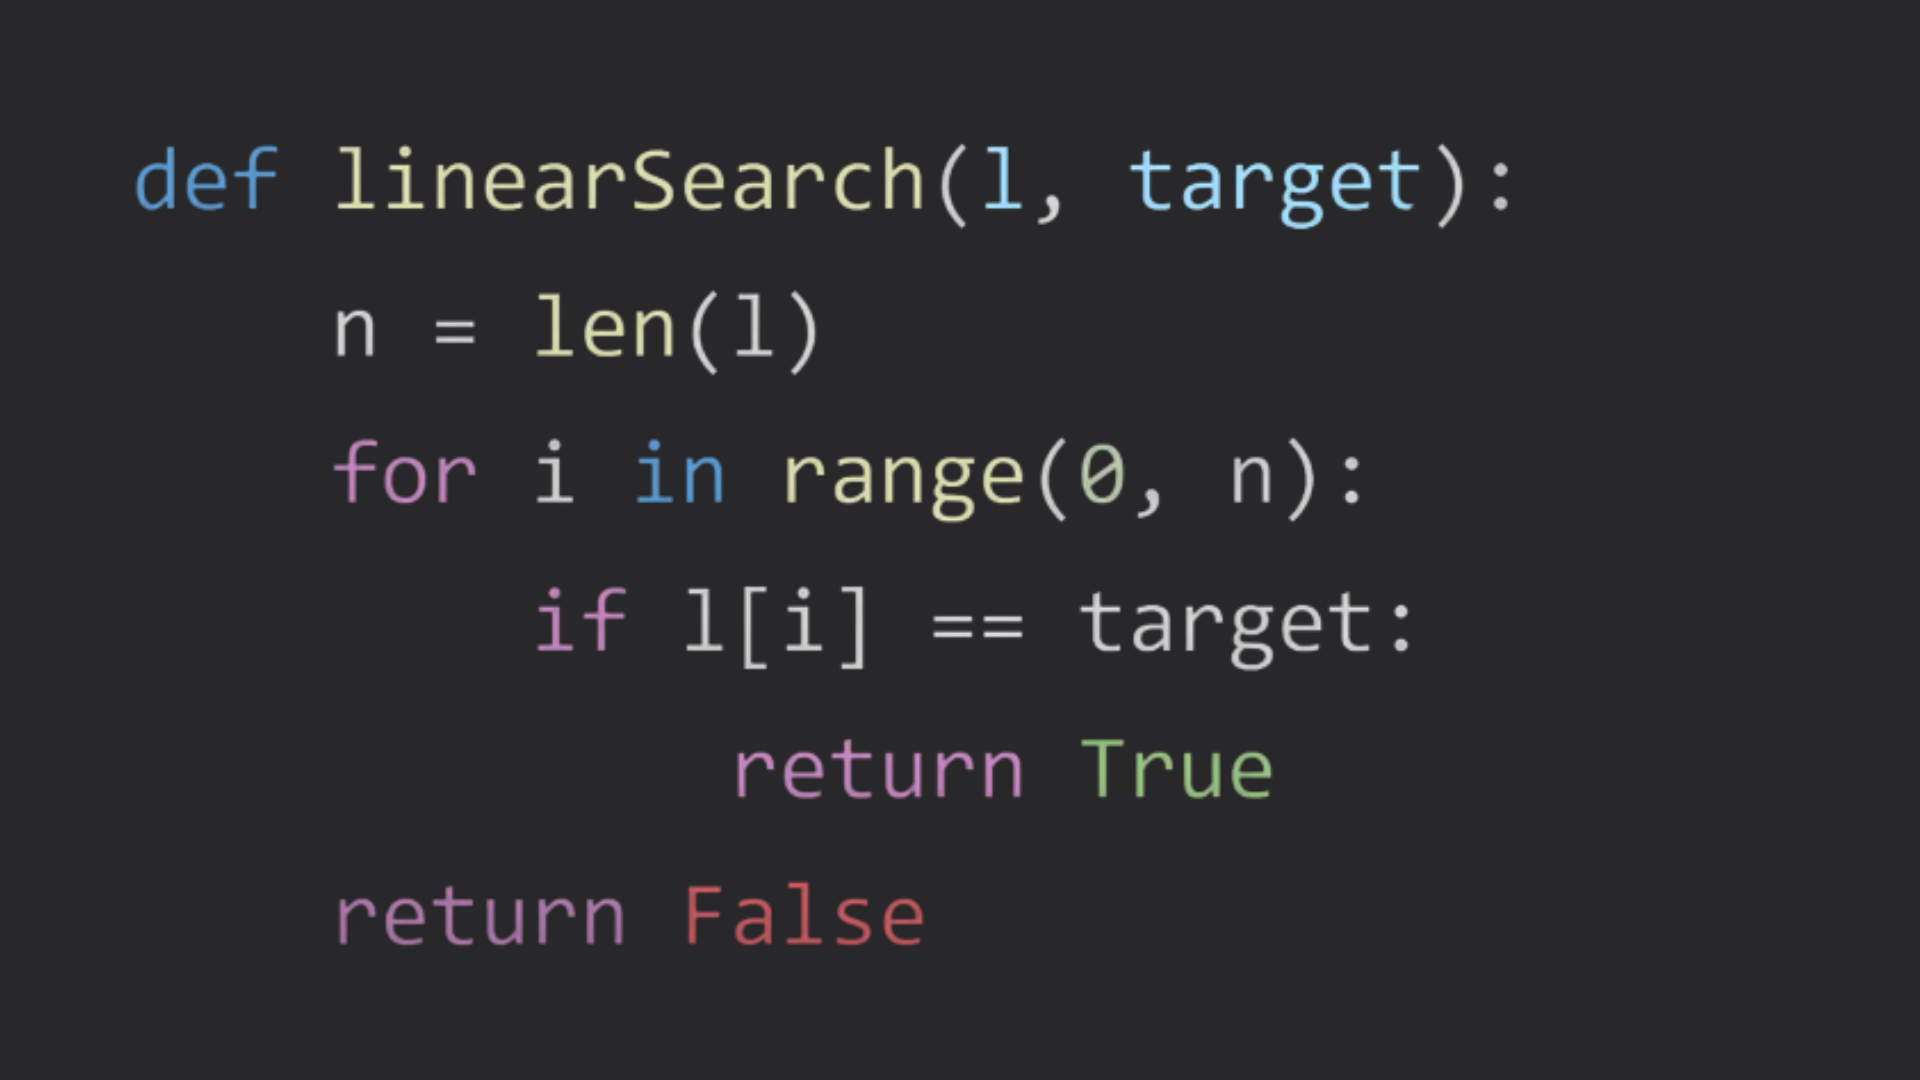 def linearSearch(l, target):
    n = len(l)
    for i in range(0, n):
        if l[i] == target:
            return True
    return False